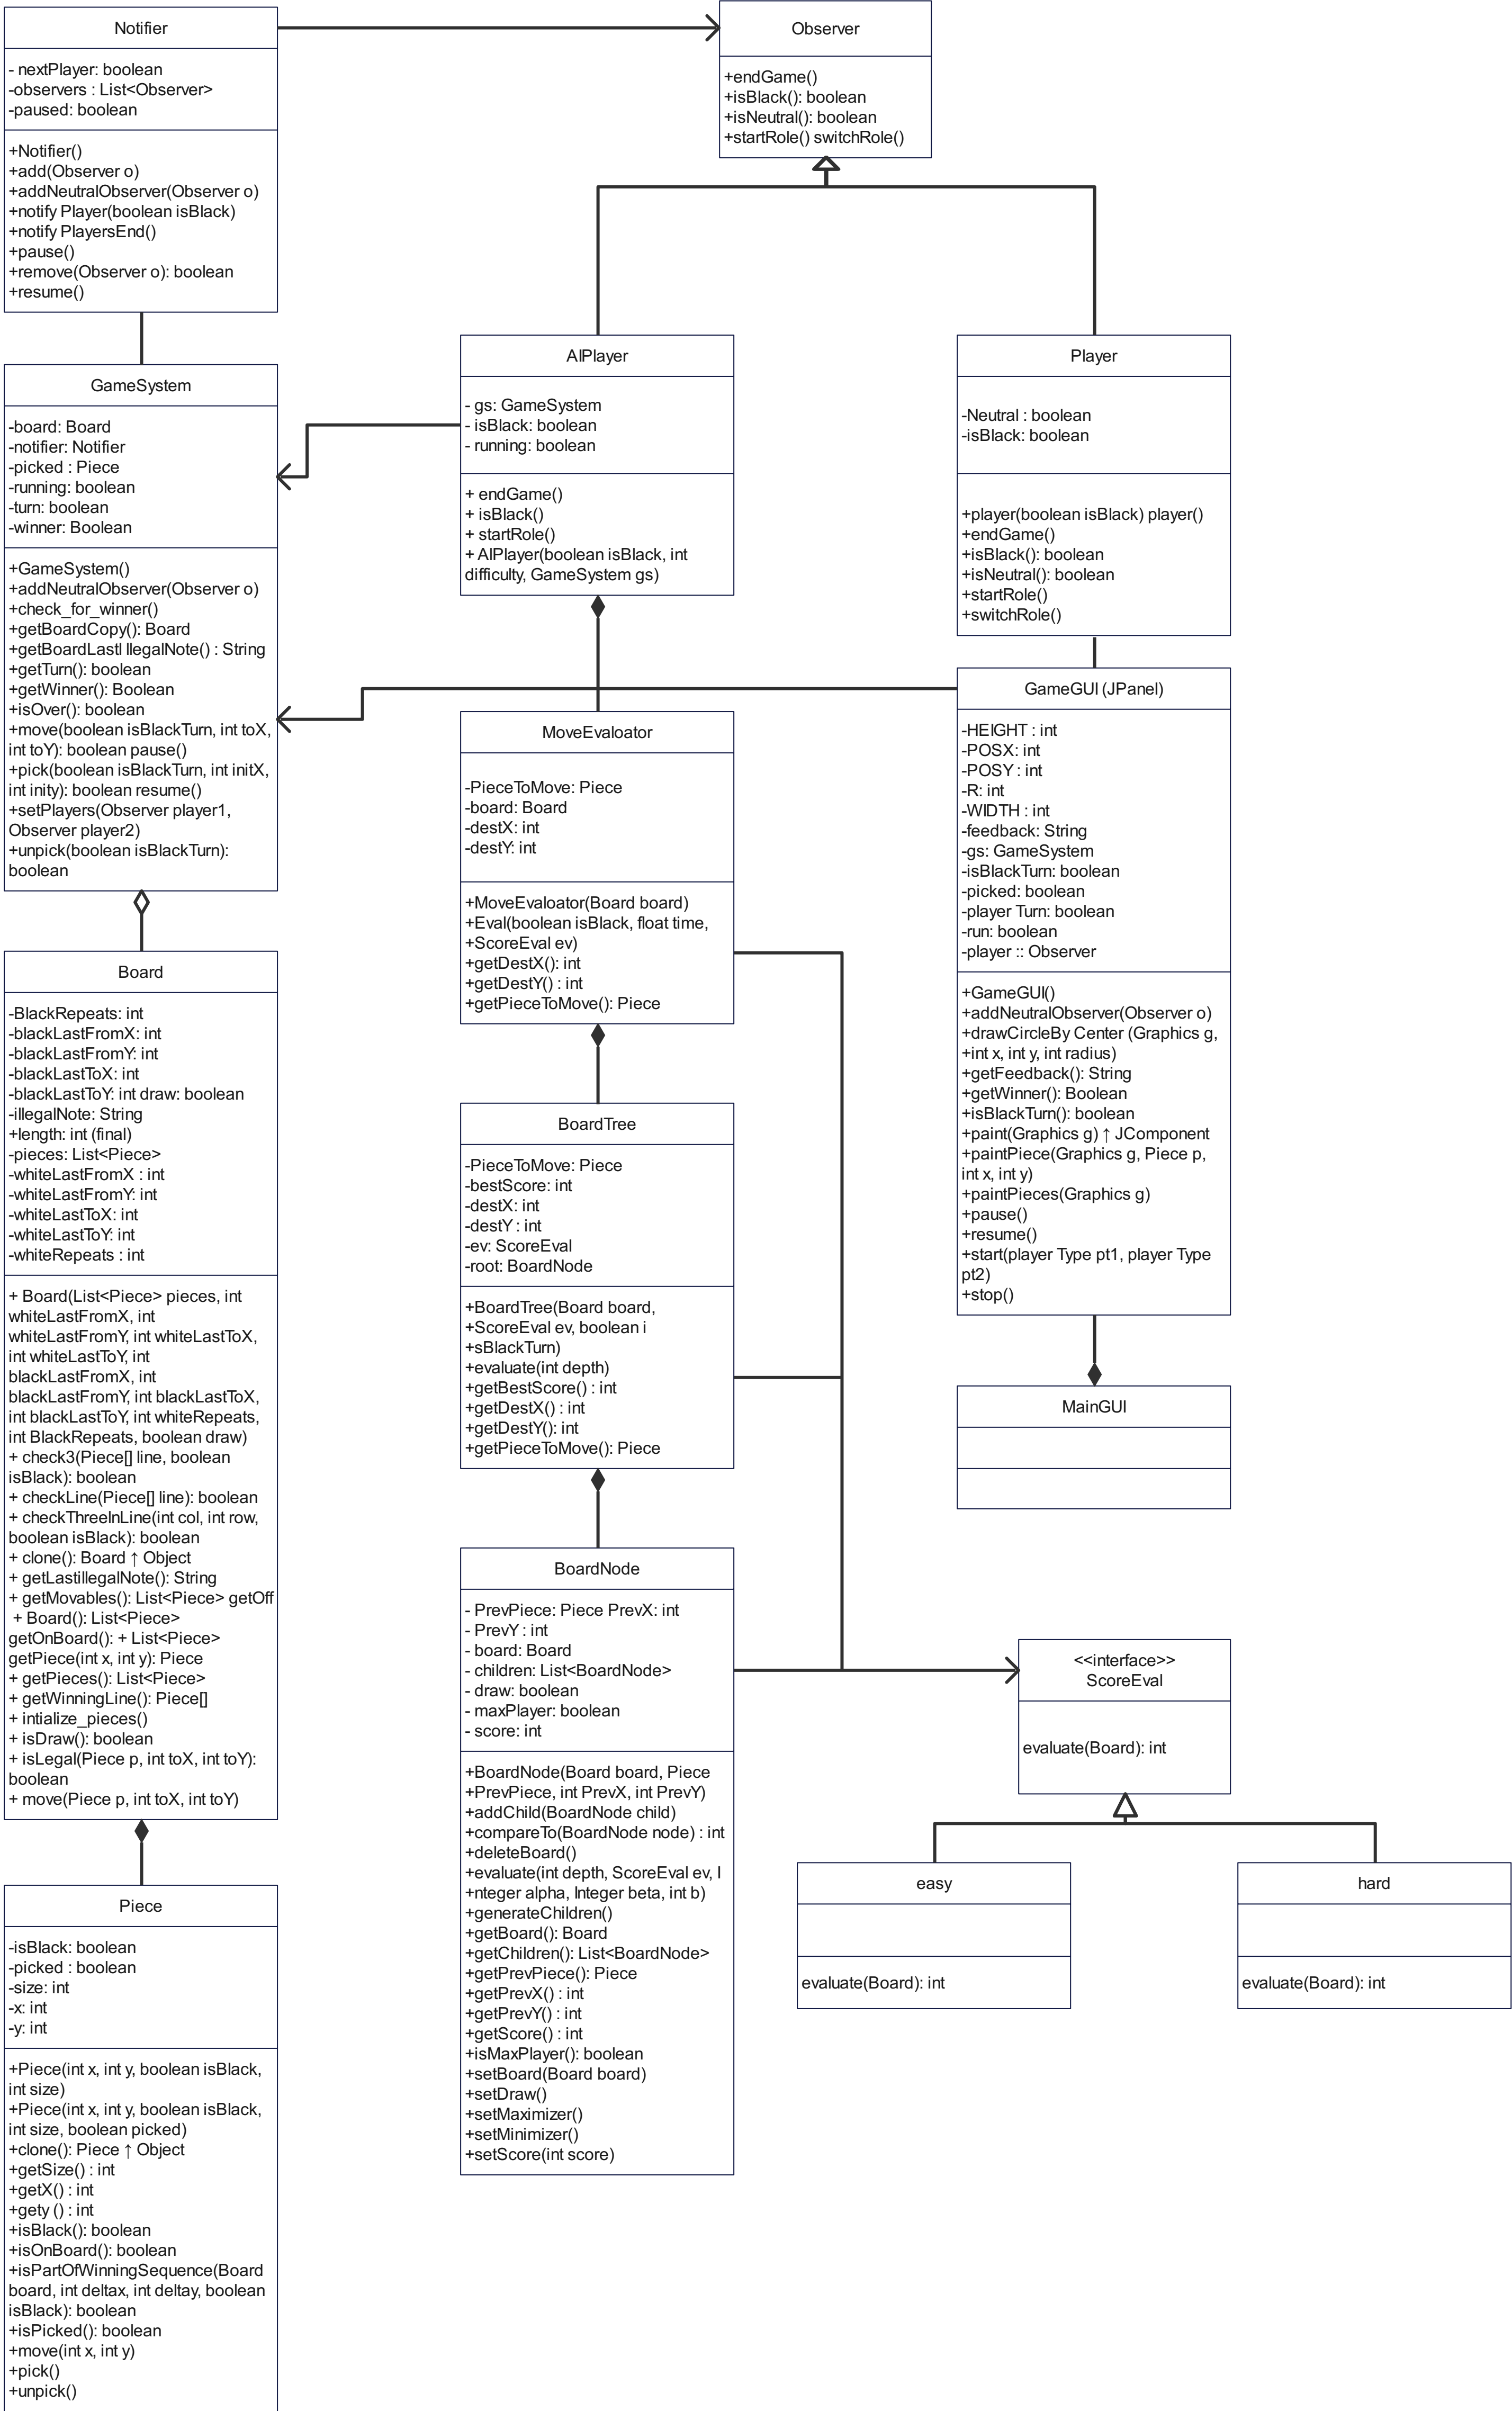 Notifier
- nextPlayer: boolean
-observers : List<Observer>
-paused: boolean
+Notifier()
+add(Observer o)
+addNeutralObserver(Observer o)
+notify Player(boolean isBlack)
+notify PlayersEnd()
+pause()
+remove(Observer o): boolean
+resume()
Observer
+endGame()
+isBlack(): boolean
+isNeutral(): boolean
+startRole() switchRole()
GameSystem
-board: Board
-notifier: Notifier
-picked : Piece
-running: boolean
-turn: boolean
-winner: Boolean
+GameSystem()
+addNeutralObserver(Observer o)
+check_for_winner()
+getBoardCopy(): Board
+getBoardLastI llegalNote() : String
+getTurn(): boolean
+getWinner(): Boolean
+isOver(): boolean
+move(boolean isBlackTurn, int toX,
int toY): boolean pause()
+pick(boolean isBlackTurn, int initX,
int inity): boolean resume()
+setPlayers(Observer player1,
Observer player2)
+unpick(boolean isBlackTurn):
boolean
AIPlayer
- gs: GameSystem
- isBlack: boolean
- running: boolean
+ endGame()
+ isBlack()
+ startRole()
+ AIPlayer(boolean isBlack, int
difficulty, GameSystem gs)
Player
-Neutral : boolean
-isBlack: boolean
+player(boolean isBlack) player()
+endGame()
+isBlack(): boolean
+isNeutral(): boolean
+startRole()
+switchRole()
GameGUI (JPanel)
-HEIGHT : int
-POSX: int
-POSY : int
-R: int
-WIDTH : int
-feedback: String
-gs: GameSystem
-isBlackTurn: boolean
-picked: boolean
-player Turn: boolean
-run: boolean
-player :: Observer
+GameGUI()
+addNeutralObserver(Observer o)
+drawCircleBy Center (Graphics g,
+int x, int y, int radius)
+getFeedback(): String
+getWinner(): Boolean
+isBlackTurn(): boolean
+paint(Graphics g) ↑ JComponent
+paintPiece(Graphics g, Piece p,
int x, int y)
+paintPieces(Graphics g)
+pause()
+resume()
+start(player Type pt1, player Type
pt2)
+stop()
MoveEvaloator
-PieceToMove: Piece
-board: Board
-destX: int
-destY: int
+MoveEvaloator(Board board)
+Eval(boolean isBlack, float time,
+ScoreEval ev)
+getDestX(): int
+getDestY() : int
+getPieceToMove(): Piece
Board
-BlackRepeats: int
-blackLastFromX: int
-blackLastFromY: int
-blackLastToX: int
-blackLastToY: int draw: boolean
-illegalNote: String
+length: int (final)
-pieces: List<Piece>
-whiteLastFromX : int
-whiteLastFromY: int
-whiteLastToX: int
-whiteLastToY: int
-whiteRepeats : int
+ Board(List<Piece> pieces, int
whiteLastFromX, int
whiteLastFromY, int whiteLastToX,
int whiteLastToY, int
blackLastFromX, int
blackLastFromY, int blackLastToX,
int blackLastToY, int whiteRepeats,
int BlackRepeats, boolean draw)
+ check3(Piece[] line, boolean
isBlack): boolean
+ checkLine(Piece[] line): boolean
+ checkThreeInLine(int col, int row,
boolean isBlack): boolean
+ clone(): Board ↑ Object
+ getLastillegalNote(): String
+ getMovables(): List<Piece> getOff
+ Board(): List<Piece>
getOnBoard(): + List<Piece>
getPiece(int x, int y): Piece
+ getPieces(): List<Piece>
+ getWinningLine(): Piece[]
+ intialize_pieces()
+ isDraw(): boolean
+ isLegal(Piece p, int toX, int toY):
boolean
+ move(Piece p, int toX, int toY)
BoardTree
-PieceToMove: Piece
-bestScore: int
-destX: int
-destY : int
-ev: ScoreEval
-root: BoardNode
+BoardTree(Board board,
+ScoreEval ev, boolean i
+sBlackTurn)
+evaluate(int depth)
+getBestScore() : int
+getDestX() : int
+getDestY(): int
+getPieceToMove(): Piece
MainGUI
BoardNode
- PrevPiece: Piece PrevX: int
- PrevY : int
- board: Board
- children: List<BoardNode>
- draw: boolean
- maxPlayer: boolean
- score: int
+BoardNode(Board board, Piece
+PrevPiece, int PrevX, int PrevY)
+addChild(BoardNode child)
+compareTo(BoardNode node) : int
+deleteBoard()
+evaluate(int depth, ScoreEval ev, I
+nteger alpha, Integer beta, int b)
+generateChildren()
+getBoard(): Board
+getChildren(): List<BoardNode>
+getPrevPiece(): Piece
+getPrevX() : int
+getPrevY() : int
+getScore() : int
+isMaxPlayer(): boolean
+setBoard(Board board)
+setDraw()
+setMaximizer()
+setMinimizer()
+setScore(int score)
<<interface>>
ScoreEval
evaluate(Board): int
easy
evaluate(Board): int
hard
evaluate(Board): int
Piece
-isBlack: boolean
-picked : boolean
-size: int
-x: int
-y: int
+Piece(int x, int y, boolean isBlack,
int size)
+Piece(int x, int y, boolean isBlack,
int size, boolean picked)
+clone(): Piece ↑ Object
+getSize() : int
+getX() : int
+gety () : int
+isBlack(): boolean
+isOnBoard(): boolean
+isPartOfWinningSequence(Board
board, int deltax, int deltay, boolean
isBlack): boolean
+isPicked(): boolean
+move(int x, int y)
+pick()
+unpick()